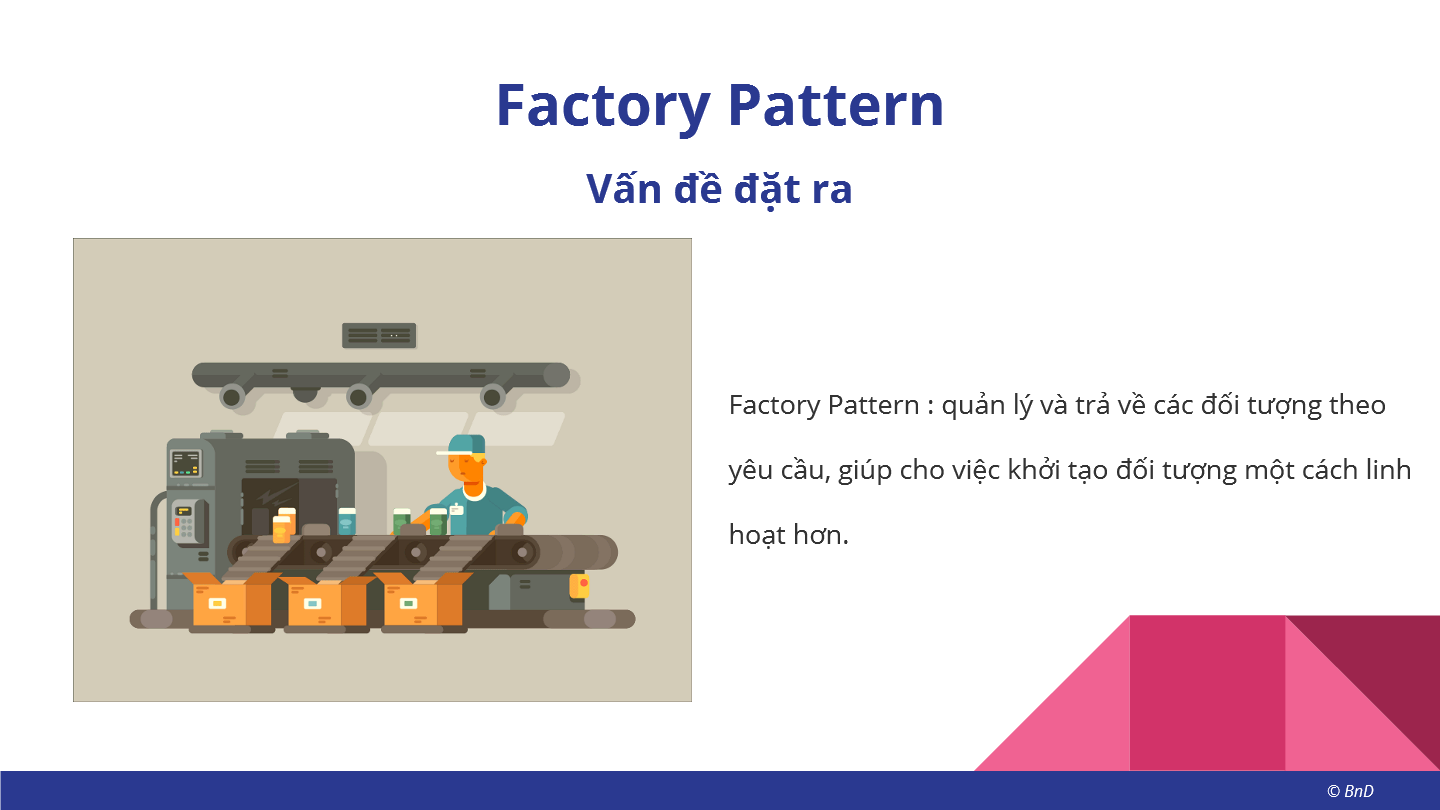 Factory Pattern
Vấn đề đặt ra
Factory Pattern : quản lý và trả về các đối tượng theo
yêu cầu, giúp cho việc khởi tạo đối tượng một cách linh
hoạt hơn.
© BnD